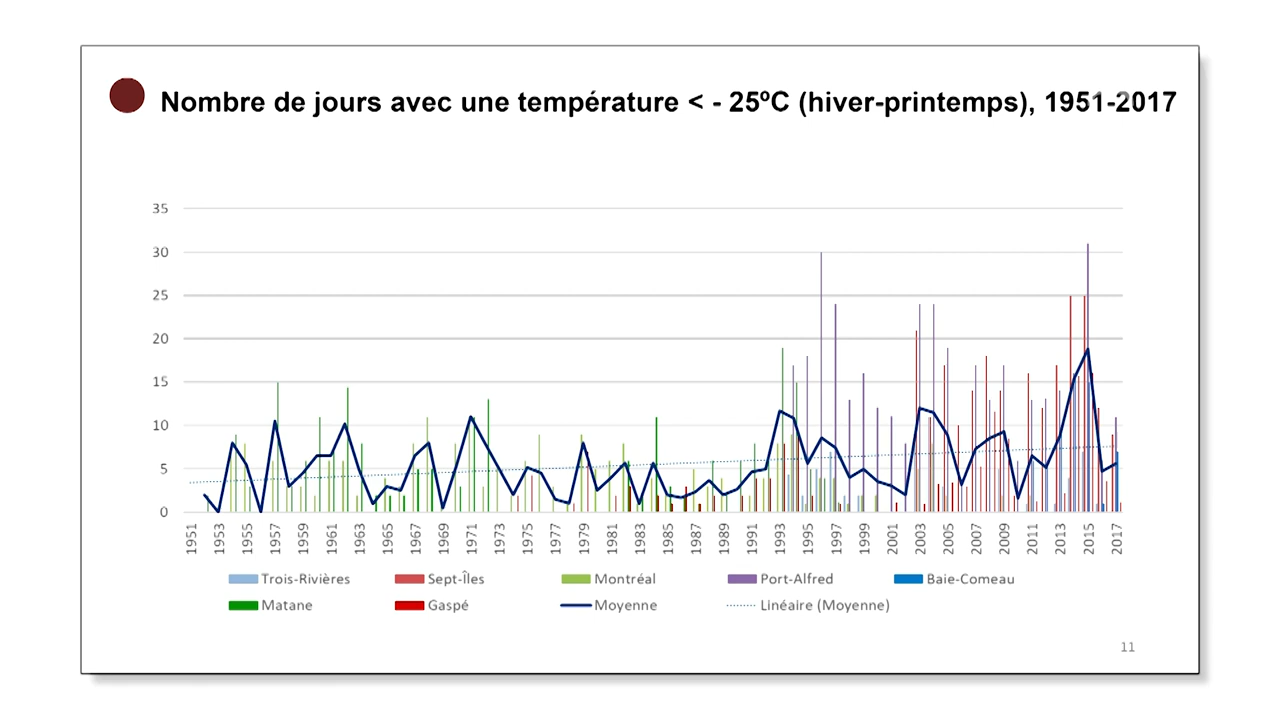 Nombre de jours avec une température < - 25ºC (hiver-printemps), 1951-2017
35
30
25
20
15
10
5
0
1951 1953 1955 1957 1959 1961 1963 1965 1967 1969 1971 1973 1975 1977 1979 1981 1983 1985 1987 1989 1991 1993 1995 1997 1999 2001 2003 2005 2007 2009 2011 2013 2015 2017
Trois-Rivières Sept-Îles Montréal Port-Alfred Baie-Comeau
Matane Gaspé Moyenne Linéaire (Moyenne)
11